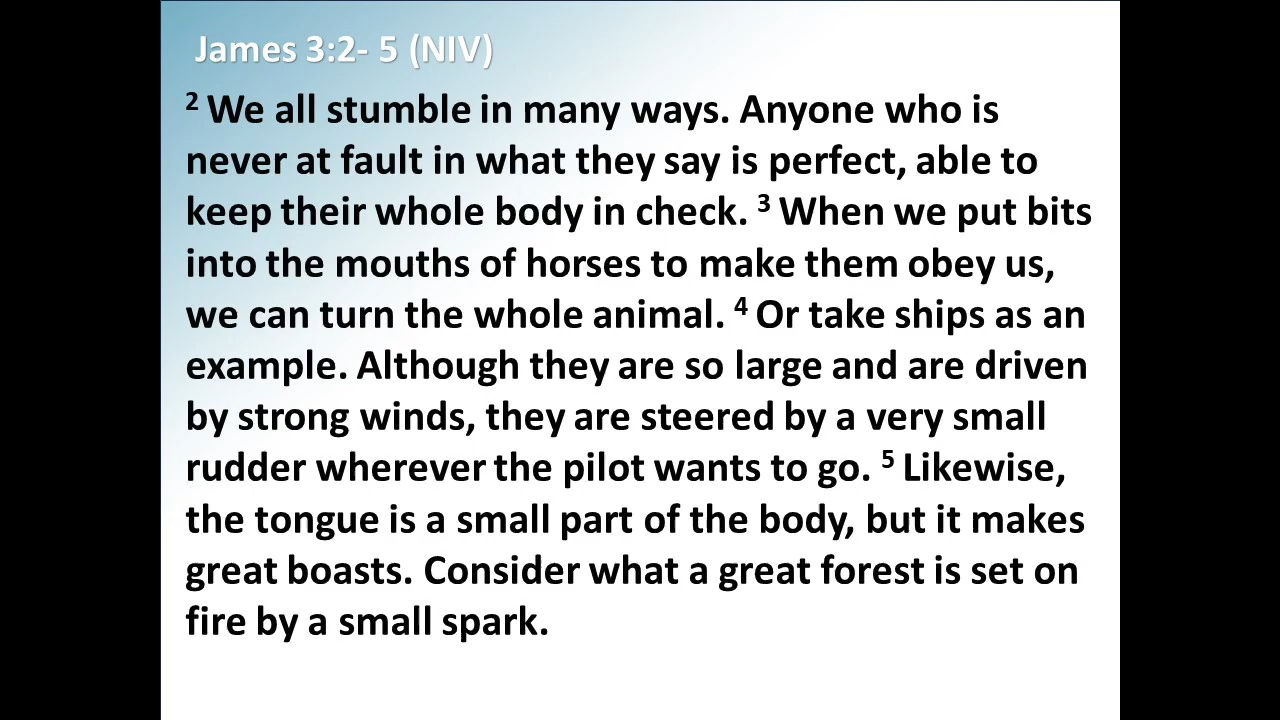 James 3:2- 5 (NIV)
2 We all stumble in many ways. Anyone who is
never at fault in what they say is perfect, able to
keep their whole body in check. 3 When we put bits
into the mouths of horses to make them obey us,
we can turn the whole animal. 4 Or take ships as an
example. Although they are so large and are driven
by strong winds, they are steered by a very small
rudder wherever the pilot wants to go. 5 Likewise,
the tongue is a small part of the body, but it makes
great boasts. Consider what a great forest is set on
fire by a small spark.